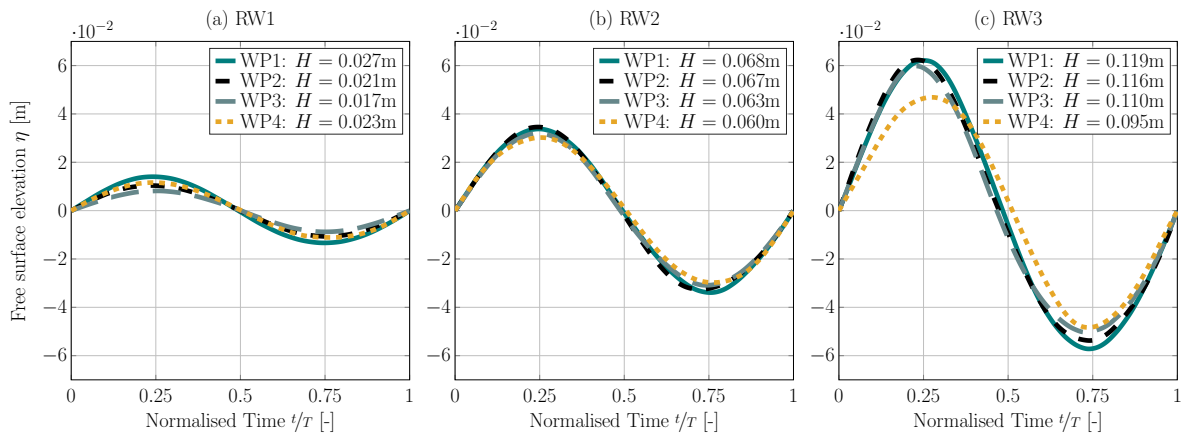 (a) RW1
(b) RW2
(c) RW3
·10⁻²
WP1: H = 0.027m
WP2: H = 0.021m
WP3: H = 0.017m
WP4: H = 0.023m
6
4
2
0
−2
−4
−6
0
0.25
0.5
0.75
1
Normalised Time t/T [-]
Free surface elevation η [m]
·10⁻²
WP1: H = 0.068m
WP2: H = 0.067m
WP3: H = 0.063m
WP4: H = 0.060m
6
4
2
0
−2
−4
−6
0
0.25
0.5
0.75
1
Normalised Time t/T [-]
·10⁻²
WP1: H = 0.119m
WP2: H = 0.116m
WP3: H = 0.110m
WP4: H = 0.095m
6
4
2
0
−2
−4
−6
0
0.25
0.5
0.75
1
Normalised Time t/T [-]